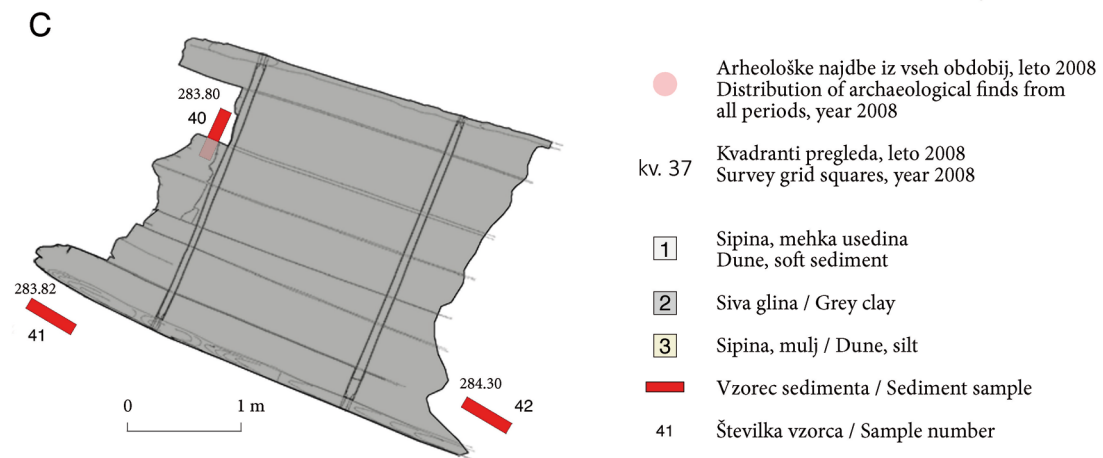 C
283.80
40
283.82
41
284.30
42
0 1 m
Arheološke najdbe iz vseh obdobij, leto 2008
Distribution of archaeological finds from
all periods, year 2008
kv. 37
Kvadranti pregleda, leto 2008
Survey grid squares, year 2008
1
Sipina, mehka usedina
Dune, soft sediment
2
Siva glina / Grey clay
3
Sipina, mulj / Dune, silt
Vzorec sedimenta / Sediment sample
41
Številka vzorca / Sample number